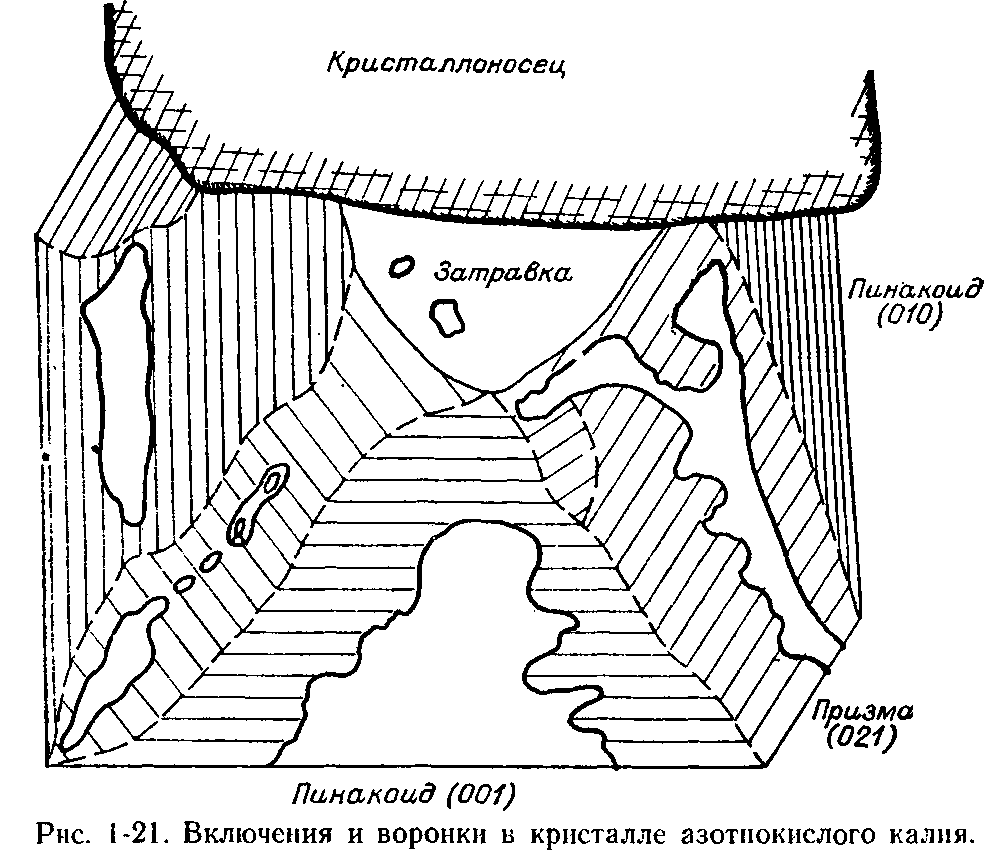 Кристаллоносец
Затравка
Пинакоид
(010)
Призма
(021)
Пинакоид (001)
Рис. 1-21. Включения и воронки в кристалле азотнокислого калия.